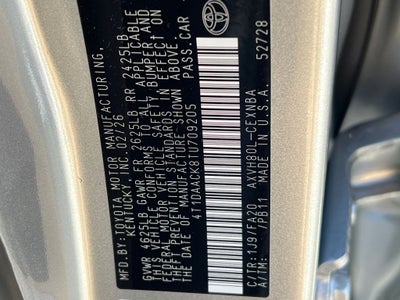 MFD.BY:TOYOTA MOTOR MANUFACTURING,
KENTUCKY, INC 02/26
GVWR 4625LB GAWR FR 2625LB RR 2425LB
THIS VEHICLE CONFORMS TO ALL APPLICABLE
FEDERAL MOTOR VEHICLE SAFETY, BUMPER, AND
THEFT PREVENTION STANDARDS IN EFFECT ON
THE DATE OF MANUFACTURE SHOWN ABOVE.
4T1DAACK8TU709205 PASS.CAR
C/TR:1J9/FA20 AXVH80L-CEXNBA
A/TM: /PB11 U.S.A. 52728